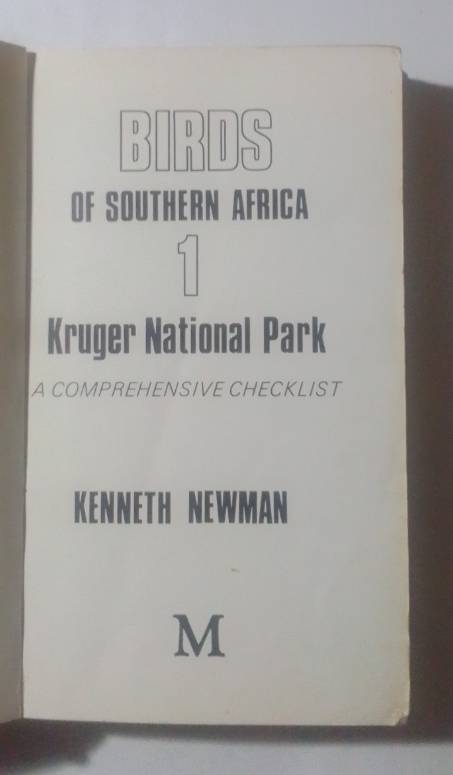 BIRDS
OF SOUTHERN AFRICA
1
Kruger National Park
A COMPREHENSIVE CHECKLIST
KENNETH NEWMAN
M